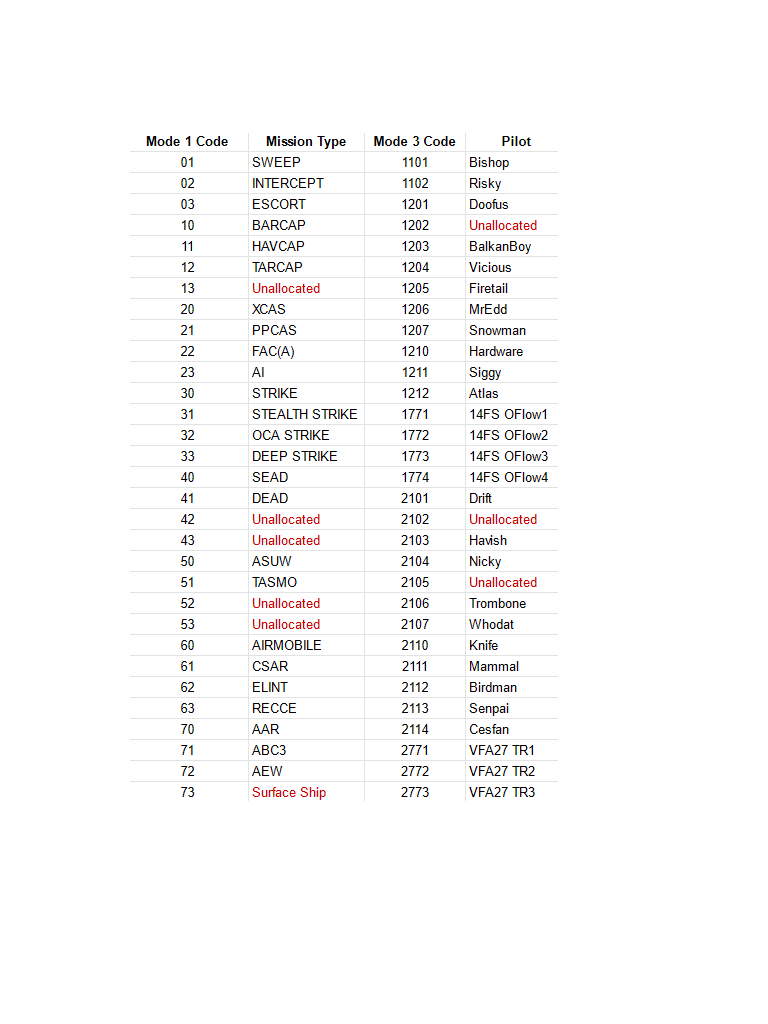 Mode 1 Code Mission Type Mode 3 Code Pilot
01 SWEEP 1101 Bishop
02 INTERCEPT 1102 Risky
03 ESCORT 1201 Doofus
10 BARCAP 1202 Unallocated
11 HAVCAP 1203 BalkanBoy
12 TARCAP 1204 Vicious
13 Unallocated 1205 Firetail
20 XCAS 1206 MrEdd
21 PPCAS 1207 Snowman
22 FAC(A) 1210 Hardware
23 AI 1211 Siggy
30 STRIKE 1212 Atlas
31 STEALTH STRIKE 1771 14FS OFlow1
32 OCA STRIKE 1772 14FS OFlow2
33 DEEP STRIKE 1773 14FS OFlow3
40 SEAD 1774 14FS OFlow4
41 DEAD 2101 Drift
42 Unallocated 2102 Unallocated
43 Unallocated 2103 Havish
50 ASUW 2104 Nicky
51 TASMO 2105 Unallocated
52 Unallocated 2106 Trombone
53 Unallocated 2107 Whodat
60 AIRMOBILE 2110 Knife
61 CSAR 2111 Mammal
62 ELINT 2112 Birdman
63 RECCE 2113 Senpai
70 AAR 2114 Cesfan
71 ABC3 2771 VFA27 TR1
72 AEW 2772 VFA27 TR2
73 Surface Ship 2773 VFA27 TR3